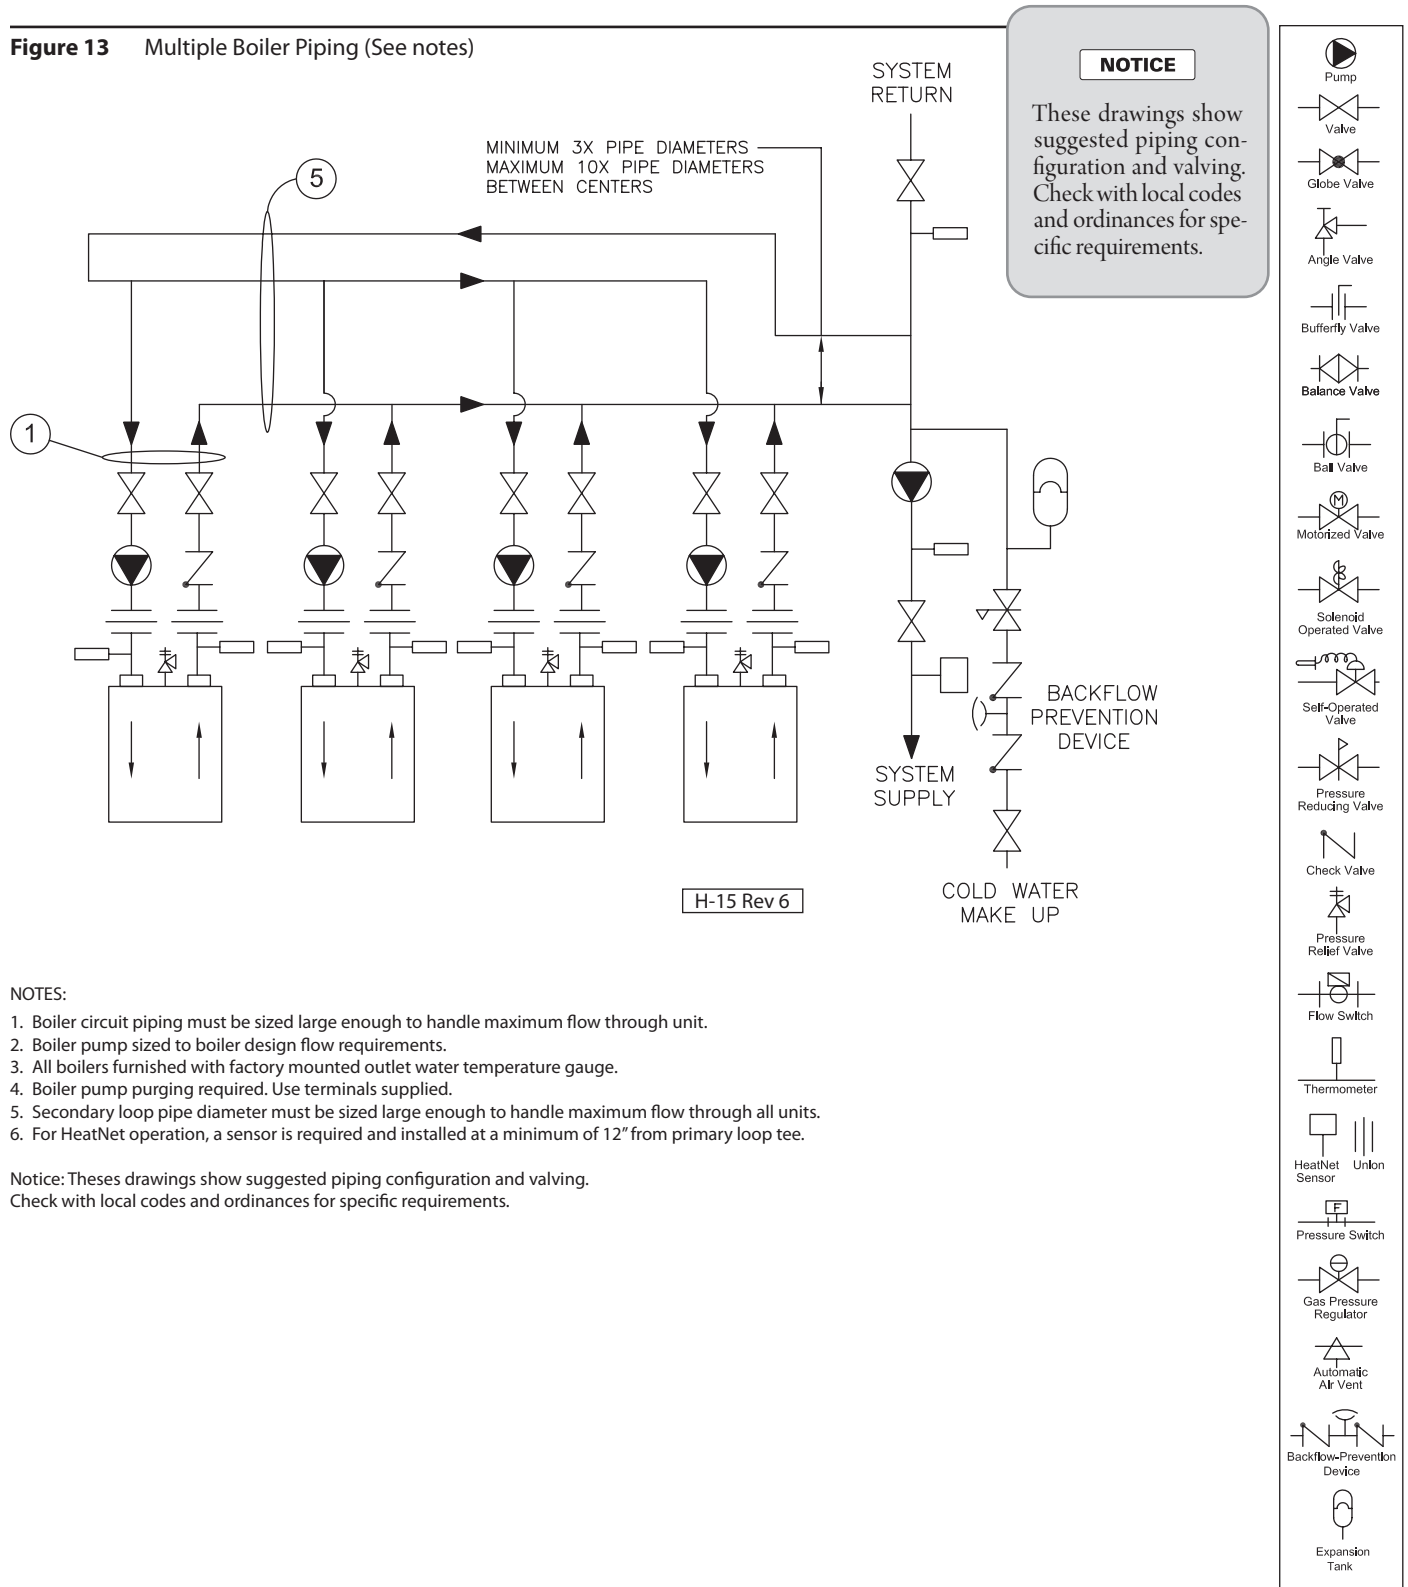 Figure 13 Multiple Boiler Piping (See notes)
SYSTEM
RETURN
MINIMUM 3X PIPE DIAMETERS
MAXIMUM 10X PIPE DIAMETERS
BETWEEN CENTERS
5
1
BACKFLOW
PREVENTION
DEVICE
SYSTEM
SUPPLY
COLD WATER
MAKE UP
H-15 Rev 6
NOTICE
These drawings show
suggested piping con-
figuration and valving.
Check with local codes
and ordinances for spe-
cific requirements.
NOTES:
1. Boiler circuit piping must be sized large enough to handle maximum flow through unit.
2. Boiler pump sized to boiler design flow requirements.
3. All boilers furnished with factory mounted outlet water temperature gauge.
4. Boiler pump purging required. Use terminals supplied.
5. Secondary loop pipe diameter must be sized large enough to handle maximum flow through all units.
6. For HeatNet operation, a sensor is required and installed at a minimum of 12” from primary loop tee.
Notice: Theses drawings show suggested piping configuration and valving.
Check with local codes and ordinances for specific requirements.
Pump
Valve
Globe Valve
Angle Valve
Bufferfly Valve
Balance Valve
Ball Valve
M
Motorized Valve
Solenoid
Operated Valve
Self-Operated
Valve
Pressure
Reducing Valve
Check Valve
Pressure
Relief Valve
Flow Switch
Thermometer
HeatNet
Sensor
Union
F
Pressure Switch
Gas Pressure
Regulator
Automatic
Air Vent
Backflow-Prevention
Device
Expansion
Tank